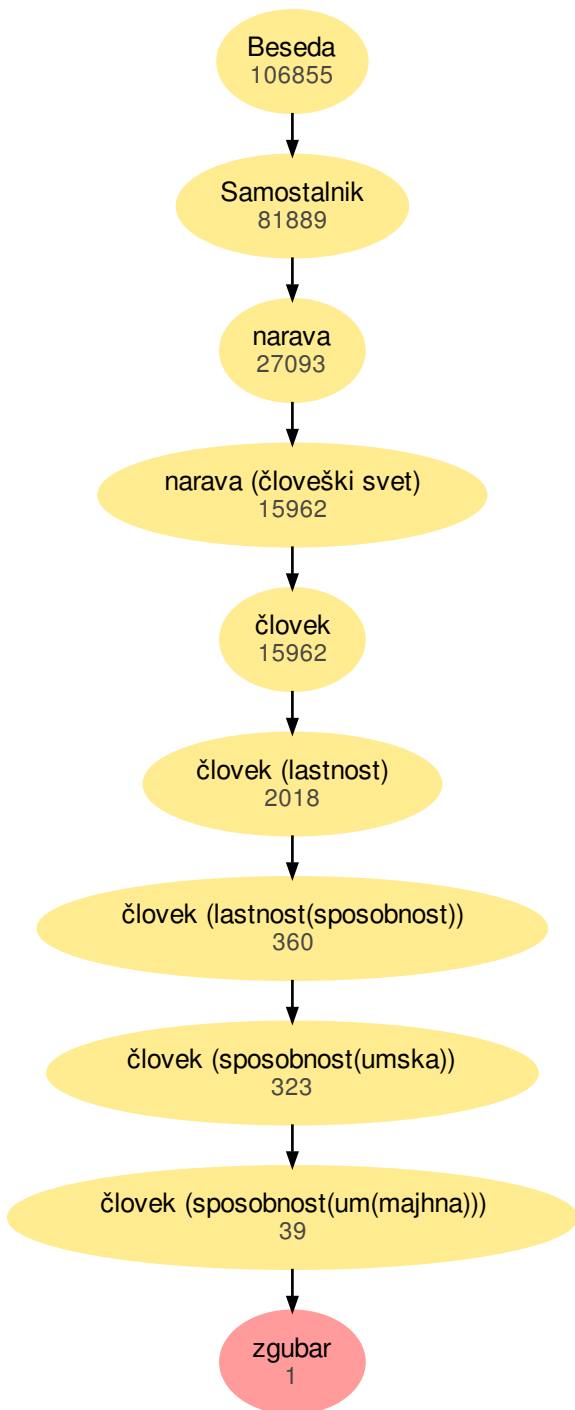 Beseda
106855
Samostalnik
81889
narava
27093
narava (človeški svet)
15962
človek
15962
človek (lastnost)
2018
človek (lastnost(sposobnost))
360
človek (sposobnost(umska))
323
človek (sposobnost(um(majhna)))
39
zgubar
1